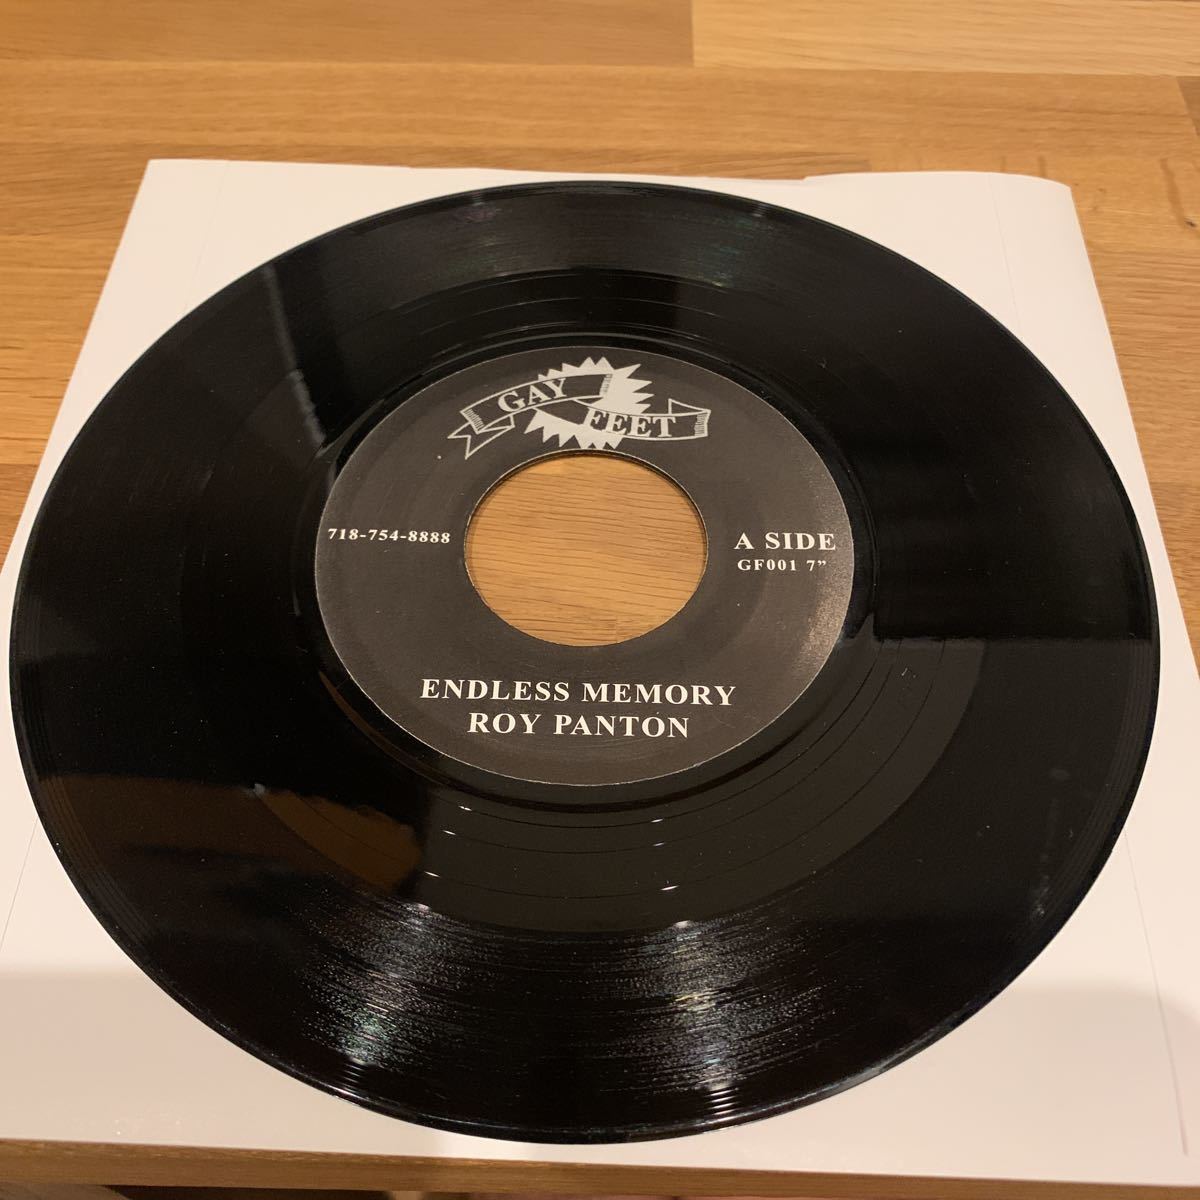 GAY
FEET
718-754-8888
A SIDE
GF001 7”
ENDLESS MEMORY
ROY PANTON